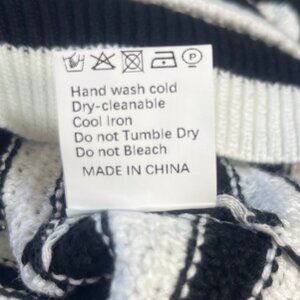 P
Hand wash cold
Dry-cleanable
Cool Iron
Do not Tumble Dry
Do not Bleach
MADE IN CHINA